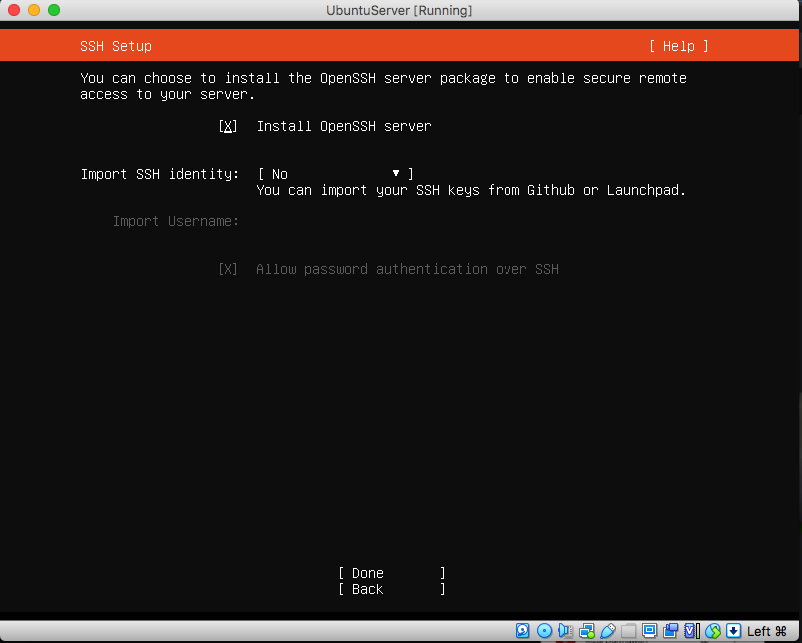 UbuntuServer [Running]
SSH Setup [ Help ]
You can choose to install the OpenSSH server package to enable secure remote
access to your server.
[X] Install OpenSSH server
Import SSH identity: [ No ▼ ]
You can import your SSH keys from Github or Launchpad.
Import Username:
[X] Allow password authentication over SSH
[ Done ]
[ Back ]
Left ⌘